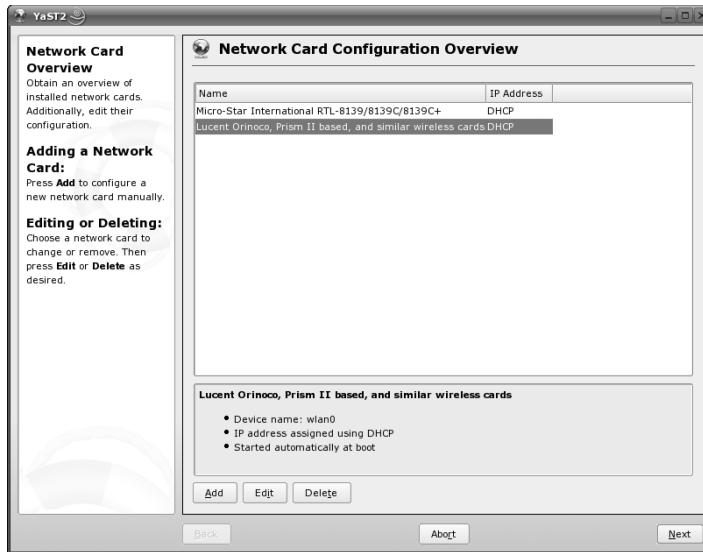 YaST2
Network Card
Overview
Obtain an overview of
installed network cards.
Additionally, edit their
configuration.
Adding a Network
Card:
Press Add to configure a
new network card manually.
Editing or Deleting:
Choose a network card to
change or remove. Then
press Edit or Delete as
desired.
Network Card Configuration Overview
Name IP Address
Micro-Star International RTL-8139/8139C/8139C+ DHCP
Lucent Orinoco, Prism II based, and similar wireless cards DHCP
Lucent Orinoco, Prism II based, and similar wireless cards
• Device name: wlan0
• IP address assigned using DHCP
• Started automatically at boot
Add Edit Delete
Back Abort Next